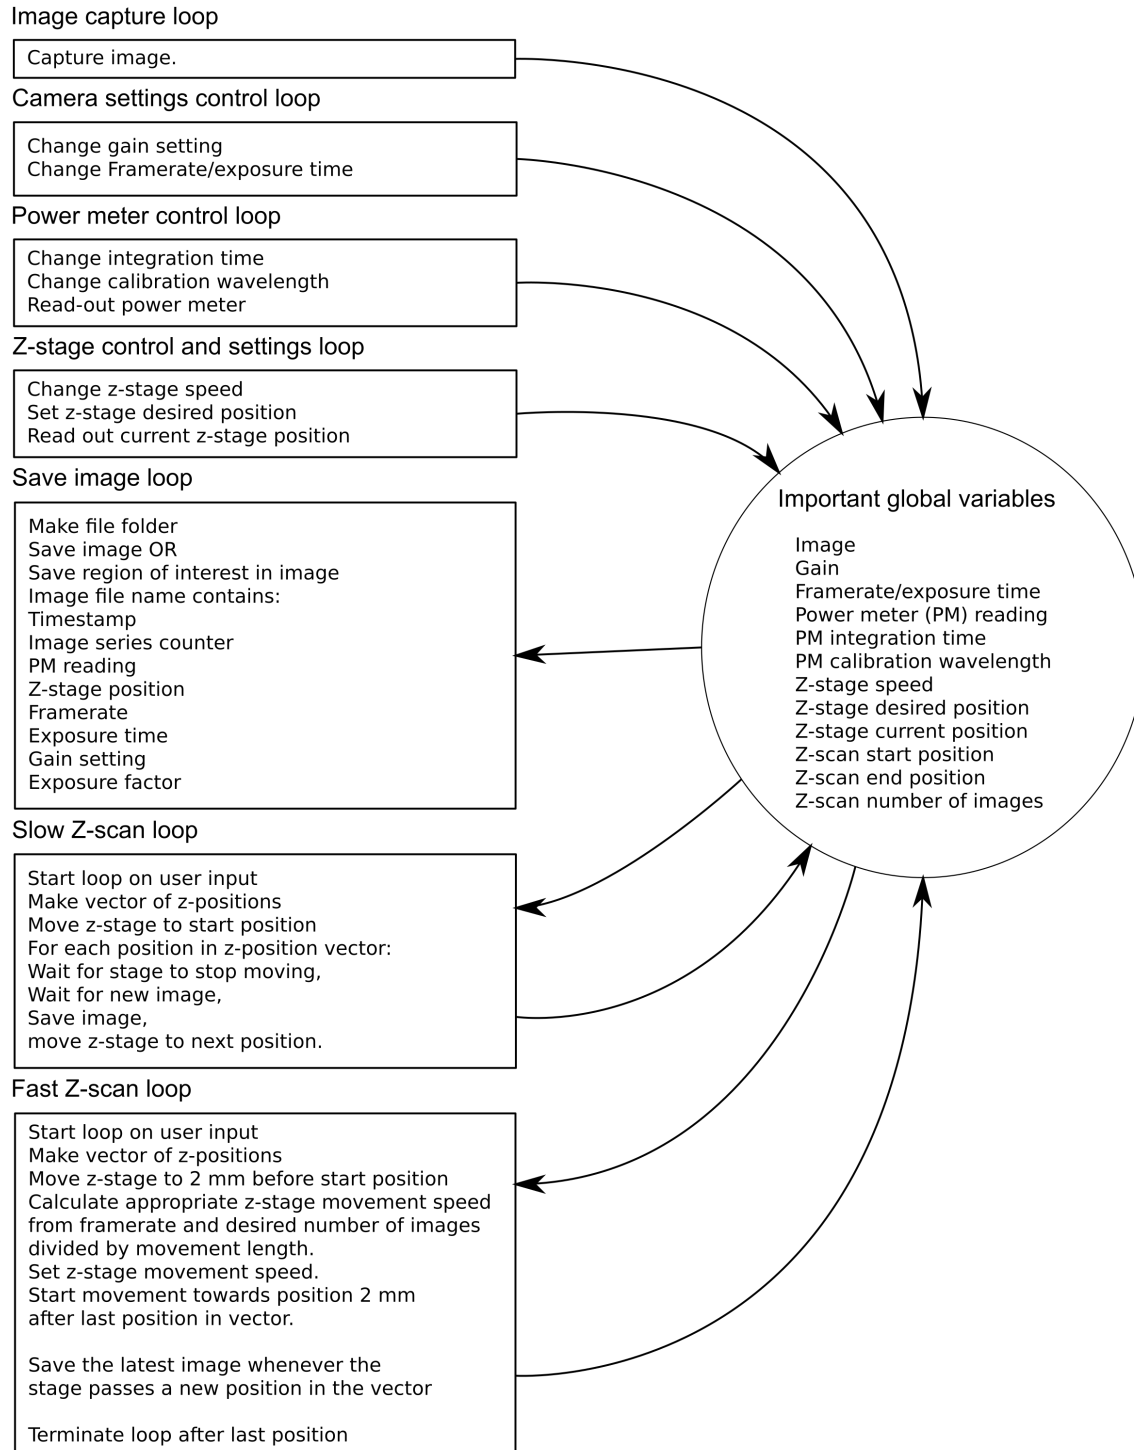 Image capture loop
Capture image.
Camera settings control loop
Change gain setting
Change Framerate/exposure time
Power meter control loop
Change integration time
Change calibration wavelength
Read-out power meter
Z-stage control and settings loop
Change z-stage speed
Set z-stage desired position
Read out current z-stage position
Save image loop
Make file folder
Save image OR
Save region of interest in image
Image file name contains:
Timestamp
Image series counter
PM reading
Z-stage position
Framerate
Exposure time
Gain setting
Exposure factor
Slow Z-scan loop
Start loop on user input
Make vector of z-positions
Move z-stage to start position
For each position in z-position vector:
Wait for stage to stop moving,
Wait for new image,
Save image,
move z-stage to next position.
Fast Z-scan loop
Start loop on user input
Make vector of z-positions
Move z-stage to 2 mm before start position
Calculate appropriate z-stage movement speed
from framerate and desired number of images
divided by movement length.
Set z-stage movement speed.
Start movement towards position 2 mm
after last position in vector.
Save the latest image whenever the
stage passes a new position in the vector
Terminate loop after last position
Important global variables
Image
Gain
Framerate/exposure time
Power meter (PM) reading
PM integration time
PM calibration wavelength
Z-stage speed
Z-stage desired position
Z-stage current position
Z-scan start position
Z-scan end position
Z-scan number of images